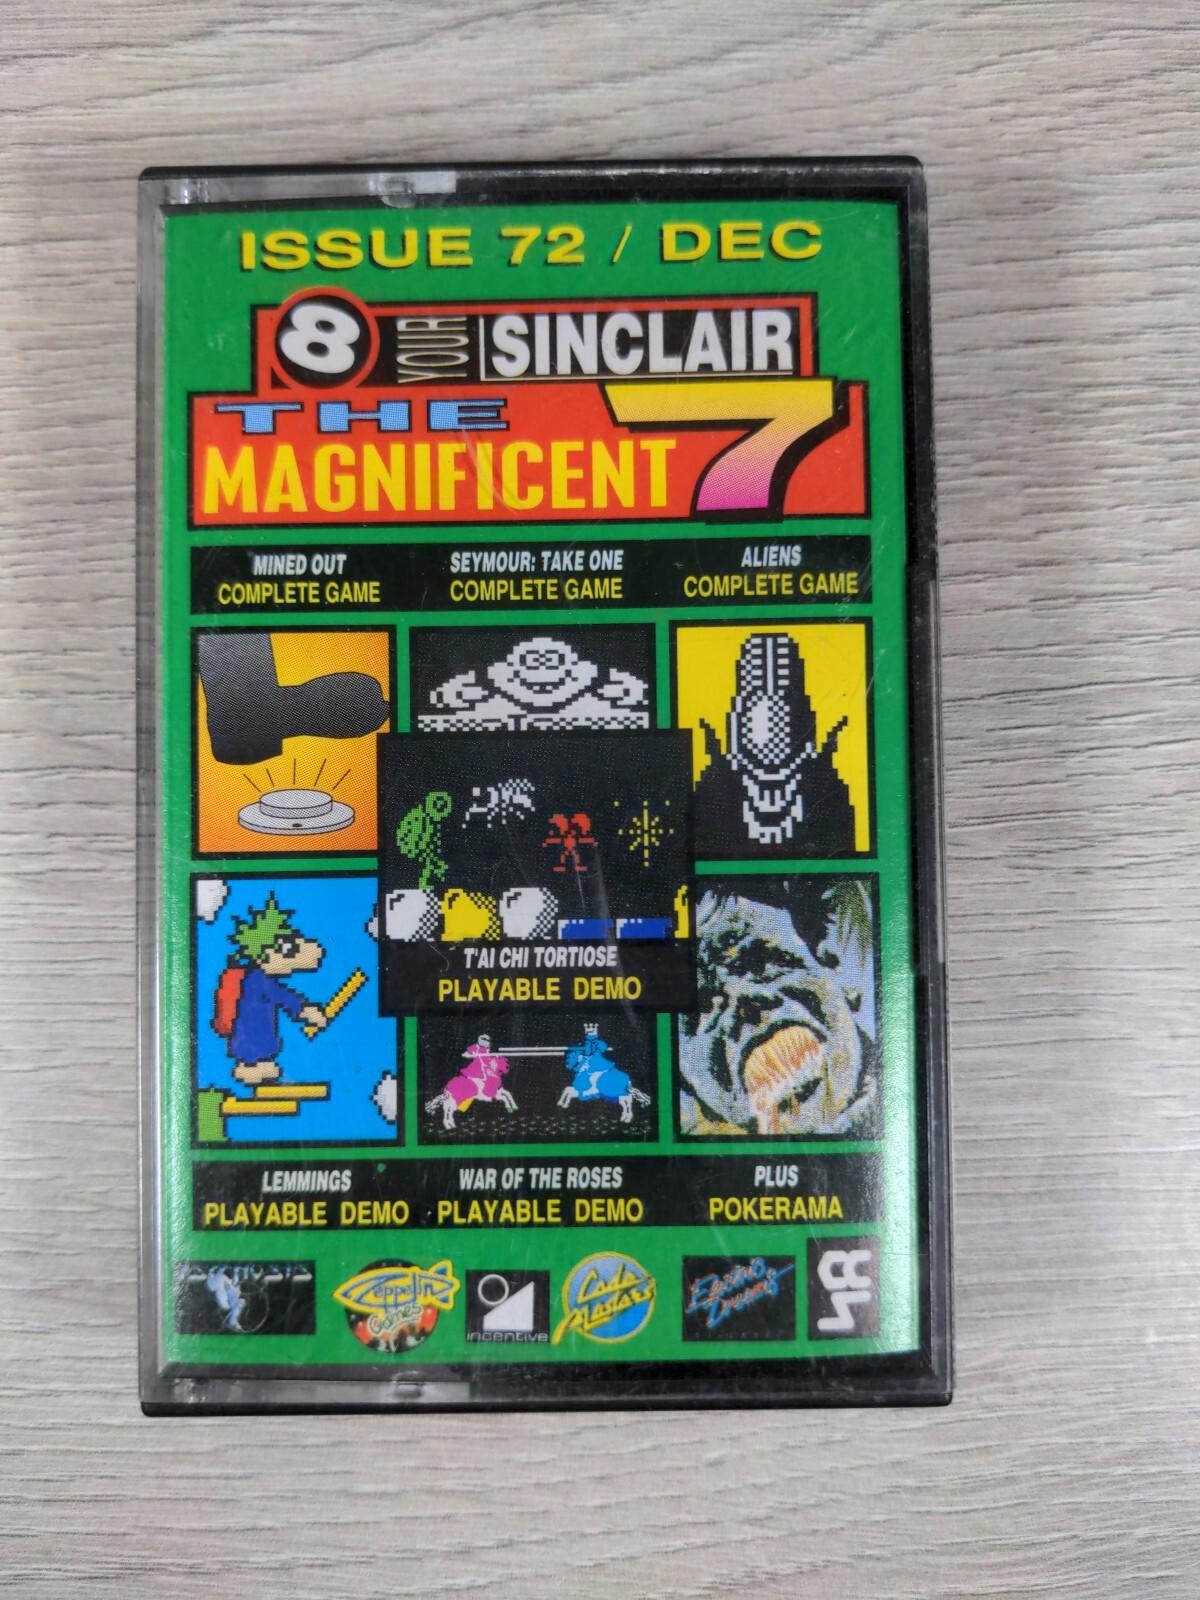 ISSUE 72 / DEC
8 YOUR SINCLAIR
THE
MAGNIFICENT 7
MINED OUT
COMPLETE GAME
SEYMOUR: TAKE ONE
COMPLETE GAME
ALIENS
COMPLETE GAME
T'AI CHI TORTIOSE
PLAYABLE DEMO
LEMMINGS
PLAYABLE DEMO
WAR OF THE ROSES
PLAYABLE DEMO
PLUS
POKERAMA
PSYGNOSIS
Zeppelin
Games
incentive
Code
Masters